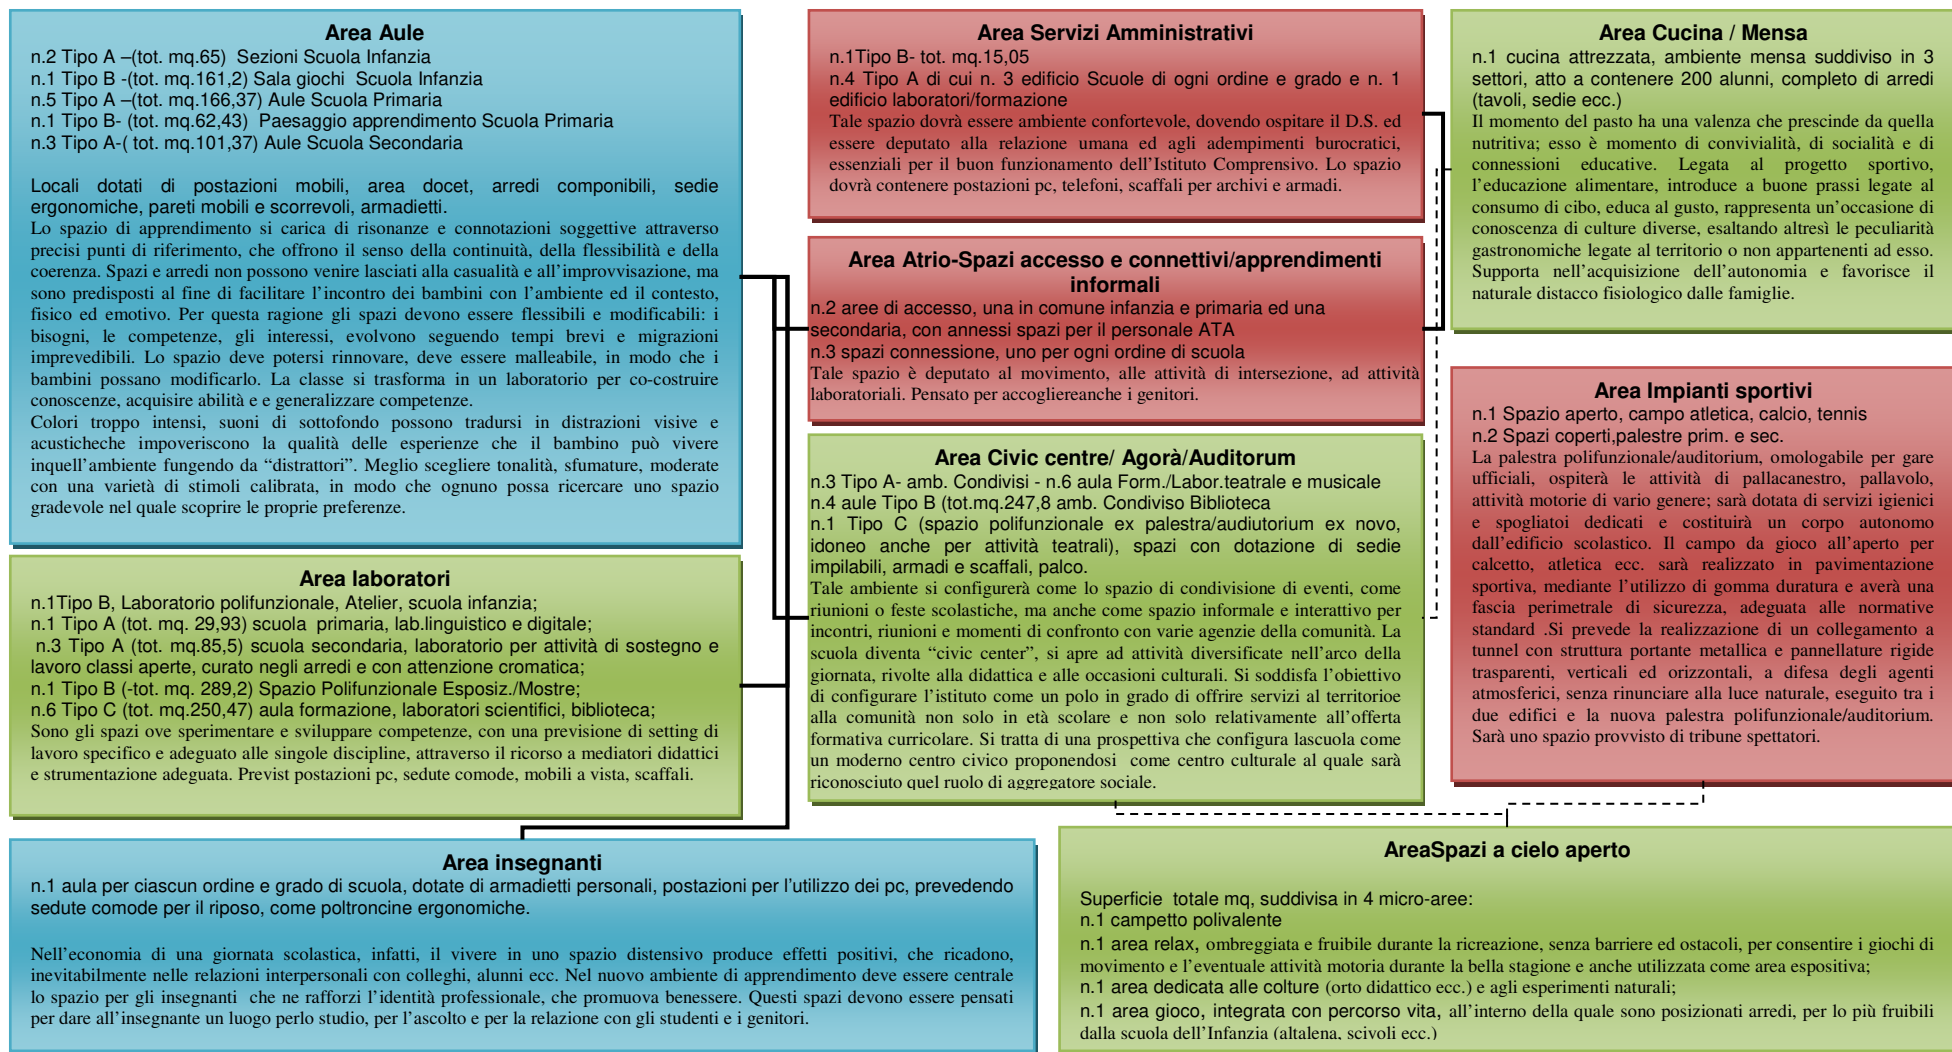 Area Aule
n.2 Tipo A –(tot. mq.65)  Sezioni Scuola Infanzia
n.1 Tipo B -(tot. mq.161,2) Sala giochi  Scuola Infanzia
n.5 Tipo A –(tot. mq.166,37) Aule Scuola Primaria
n.1 Tipo B- (tot. mq.62,43)  Paesaggio apprendimento Scuola Primaria
n.3 Tipo A-( tot. mq.101,37) Aule Scuola Secondaria
Locali dotati di postazioni mobili, area docet, arredi componibili, sedie
ergonomiche, pareti mobili e scorrevoli, armadietti.
Lo spazio di apprendimento si carica di risonanze e connotazioni soggettive attraverso
precisi punti di riferimento, che offrono il senso della continuità, della flessibilità e della
coerenza. Spazi e arredi non possono venire lasciati alla casualità e all’improvvisazione, ma
sono predisposti al fine di facilitare l’incontro dei bambini con l’ambiente ed il contesto,
fisico ed emotivo. Per questa ragione gli spazi devono essere flessibili e modificabili: i
bisogni, le competenze, gli interessi, evolvono seguendo tempi brevi e migrazioni
imprevedibili. Lo spazio deve potersi rinnovare, deve essere malleabile, in modo che i
bambini possano modificarlo. La classe si trasforma in un laboratorio per co-costruire
conoscenze, acquisire abilità e e generalizzare competenze.
Colori troppo intensi, suoni di sottofondo possono tradursi in distrazioni visive e
acusticheche impoveriscono la qualità delle esperienze che il bambino può vivere
inquell’ambiente fungendo da “distrattori”. Meglio scegliere tonalità, sfumature, moderate
con una varietà di stimoli calibrata, in modo che ognuno possa ricercare uno spazio
gradevole nel quale scoprire le proprie preferenze.
Area laboratori
n.1Tipo B, Laboratorio polifunzionale, Atelier, scuola infanzia;
n.1 Tipo A (tot. mq. 29,93) scuola  primaria, lab.linguistico e digitale;
n.3 Tipo A (tot. mq.85,5) scuola secondaria, laboratorio per attività di sostegno e
lavoro classi aperte, curato negli arredi e con attenzione cromatica;
n.1 Tipo B (-tot. mq. 289,2) Spazio Polifunzionale Esposiz./Mostre;
n.6 Tipo C (tot. mq.250,47) aula formazione, laboratori scientifici, biblioteca;
Sono gli spazi ove sperimentare e sviluppare competenze, con una previsione di setting di
lavoro specifico e adeguato alle singole discipline, attraverso il ricorso a mediatori didattici
e strumentazione adeguata. Previst postazioni pc, sedute comode, mobili a vista, scaffali.
Area insegnanti
n.1 aula per ciascun ordine e grado di scuola, dotate di armadietti personali, postazioni per l’utilizzo dei pc, prevedendo
sedute comode per il riposo, come poltroncine ergonomiche.
Nell’economia di una giornata scolastica, infatti, il vivere in uno spazio distensivo produce effetti positivi, che ricadono,
inevitabilmente nelle relazioni interpersonali con colleghi, alunni ecc. Nel nuovo ambiente di apprendimento deve essere centrale
lo spazio per gli insegnanti  che ne rafforzi l’identità professionale, che promuova benessere. Questi spazi devono essere pensati
per dare all’insegnante un luogo perlo studio, per l’ascolto e per la relazione con gli studenti e i genitori.
Area Servizi Amministrativi
n.1Tipo B- tot. mq.15,05
n.4 Tipo A di cui n. 3 edificio Scuole di ogni ordine e grado e n. 1
edificio laboratori/formazione
Tale spazio dovrà essere ambiente confortevole, dovendo ospitare il D.S. ed
essere deputato alla relazione umana ed agli adempimenti burocratici,
essenziali per il buon funzionamento dell’Istituto Comprensivo. Lo spazio
dovrà contenere postazioni pc, telefoni, scaffali per archivi e armadi.
Area Atrio-Spazi accesso e connettivi/apprendimenti
informali
n.2 aree di accesso, una in comune infanzia e primaria ed una
secondaria, con annessi spazi per il personale ATA
n.3 spazi connessione, uno per ogni ordine di scuola
Tale spazio è deputato al movimento, alle attività di intersezione, ad attività
laboratoriali. Pensato per accogliereanche i genitori.
Area Civic centre/ Agorà/Auditorum
n.3 Tipo A- amb. Condivisi - n.6 aula Form./Labor.teatrale e musicale
n.4 aule Tipo B (tot.mq.247,8 amb. Condiviso Biblioteca
n.1 Tipo C (spazio polifunzionale ex palestra/audiutorium ex novo,
idoneo anche per attività teatrali), spazi con dotazione di sedie
impilabili, armadi e scaffali, palco.
Tale ambiente si configurerà come lo spazio di condivisione di eventi, come
riunioni o feste scolastiche, ma anche come spazio informale e interattivo per
incontri, riunioni e momenti di confronto con varie agenzie della comunità. La
scuola diventa “civic center”, si apre ad attività diversificate nell’arco della
giornata, rivolte alla didattica e alle occasioni culturali. Si soddisfa l’obiettivo
di configurare l’istituto come un polo in grado di offrire servizi al territorioe
alla comunità non solo in età scolare e non solo relativamente all’offerta
formativa curricolare. Si tratta di una prospettiva che configura lascuola come
un moderno centro civico proponendosi  come centro culturale al quale sarà
riconosciuto quel ruolo di aggregatore sociale.
Area Cucina / Mensa
n.1 cucina attrezzata, ambiente mensa suddiviso in 3
settori, atto a contenere 200 alunni, completo di arredi
(tavoli, sedie ecc.)
Il momento del pasto ha una valenza che prescinde da quella
nutritiva; esso è momento di convivialità, di socialità e di
connessioni educative. Legata al progetto sportivo,
l’educazione alimentare, introduce a buone prassi legate al
consumo di cibo, educa al gusto, rappresenta un’occasione di
conoscenza di culture diverse, esaltando altresì le peculiarità
gastronomiche legate al territorio o non appartenenti ad esso.
Supporta nell’acquisizione dell’autonomia e favorisce il
naturale distacco fisiologico dalle famiglie.
Area Impianti sportivi
n.1 Spazio aperto, campo atletica, calcio, tennis
n.2 Spazi coperti,palestre prim. e sec.
La palestra polifunzionale/auditorium, omologabile per gare
ufficiali, ospiterà le attività di pallacanestro, pallavolo,
attività motorie di vario genere; sarà dotata di servizi igienici
e spogliatoi dedicati e costituirà un corpo autonomo
dall’edificio scolastico. Il campo da gioco all’aperto per
calcetto, atletica ecc. sarà realizzato in pavimentazione
sportiva, mediante l’utilizzo di gomma duratura e averà una
fascia perimetrale di sicurezza, adeguata alle normative
standard .Si prevede la realizzazione di un collegamento a
tunnel con struttura portante metallica e pannellature rigide
trasparenti, verticali ed orizzontali, a difesa degli agenti
atmosferici, senza rinunciare alla luce naturale, eseguito tra i
due edifici e la nuova palestra polifunzionale/auditorium.
Sarà uno spazio provvisto di tribune spettatori.
AreaSpazi a cielo aperto
Superficie  totale mq, suddivisa in 4 micro-aree:
n.1 campetto polivalente
n.1 area relax, ombreggiata e fruibile durante la ricreazione, senza barriere ed ostacoli, per consentire i giochi di
movimento e l’eventuale attività motoria durante la bella stagione e anche utilizzata come area espositiva;
n.1 area dedicata alle colture (orto didattico ecc.) e agli esperimenti naturali;
n.1 area gioco, integrata con percorso vita, all’interno della quale sono posizionati arredi, per lo più fruibili
dalla scuola dell’Infanzia (altalena, scivoli ecc.)